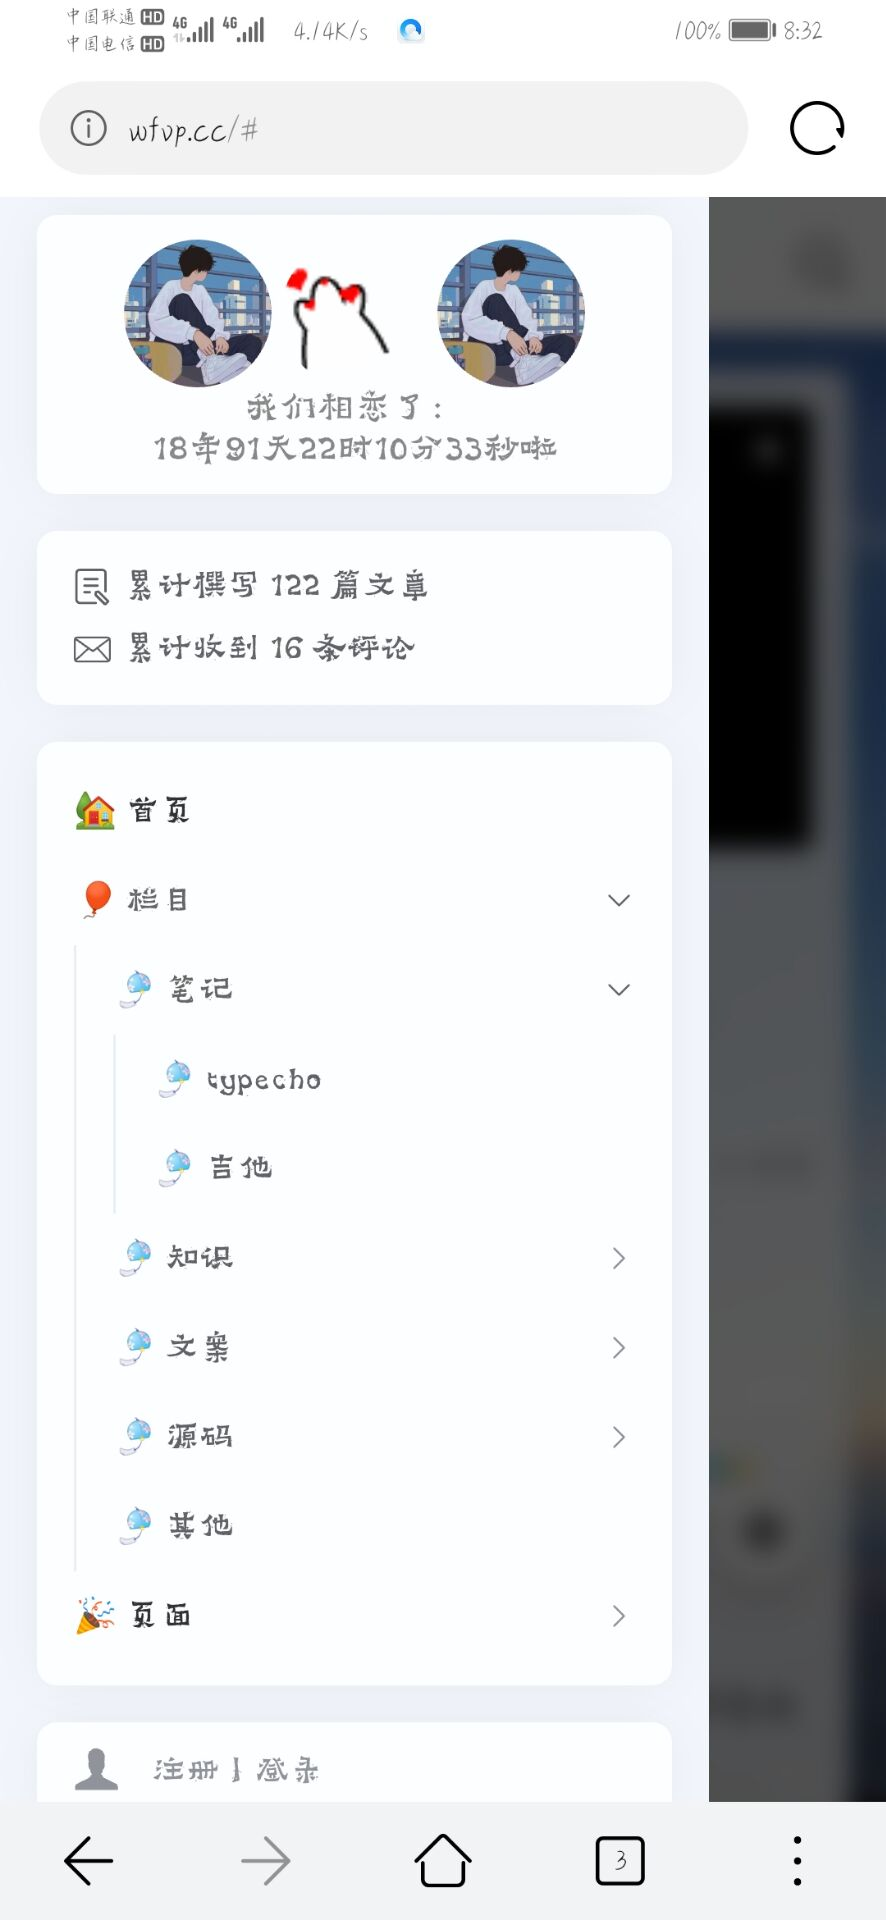 中国联通 HD 4G 4G 4.14K/s 100% 8:32
中国电信 HD
wfvp.cc/#
我们相恋了：
18年91天22时10分33秒啦
累计撰写 122 篇文章
累计收到 16 条评论
首页
栏目
笔记
typecho
吉他
知识
文案
源码
其他
页面
注册 | 登录
3